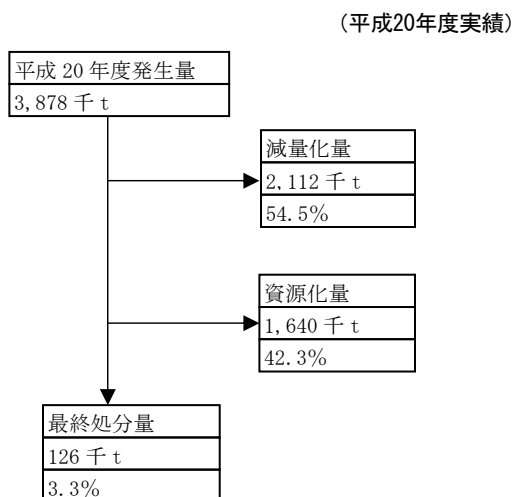 (平成20年度実績)
平成 20 年度発生量
3,878 千 t
減量化量
2,112 千 t
54.5%
資源化量
1,640 千 t
42.3%
最終処分量
126 千 t
3.3%